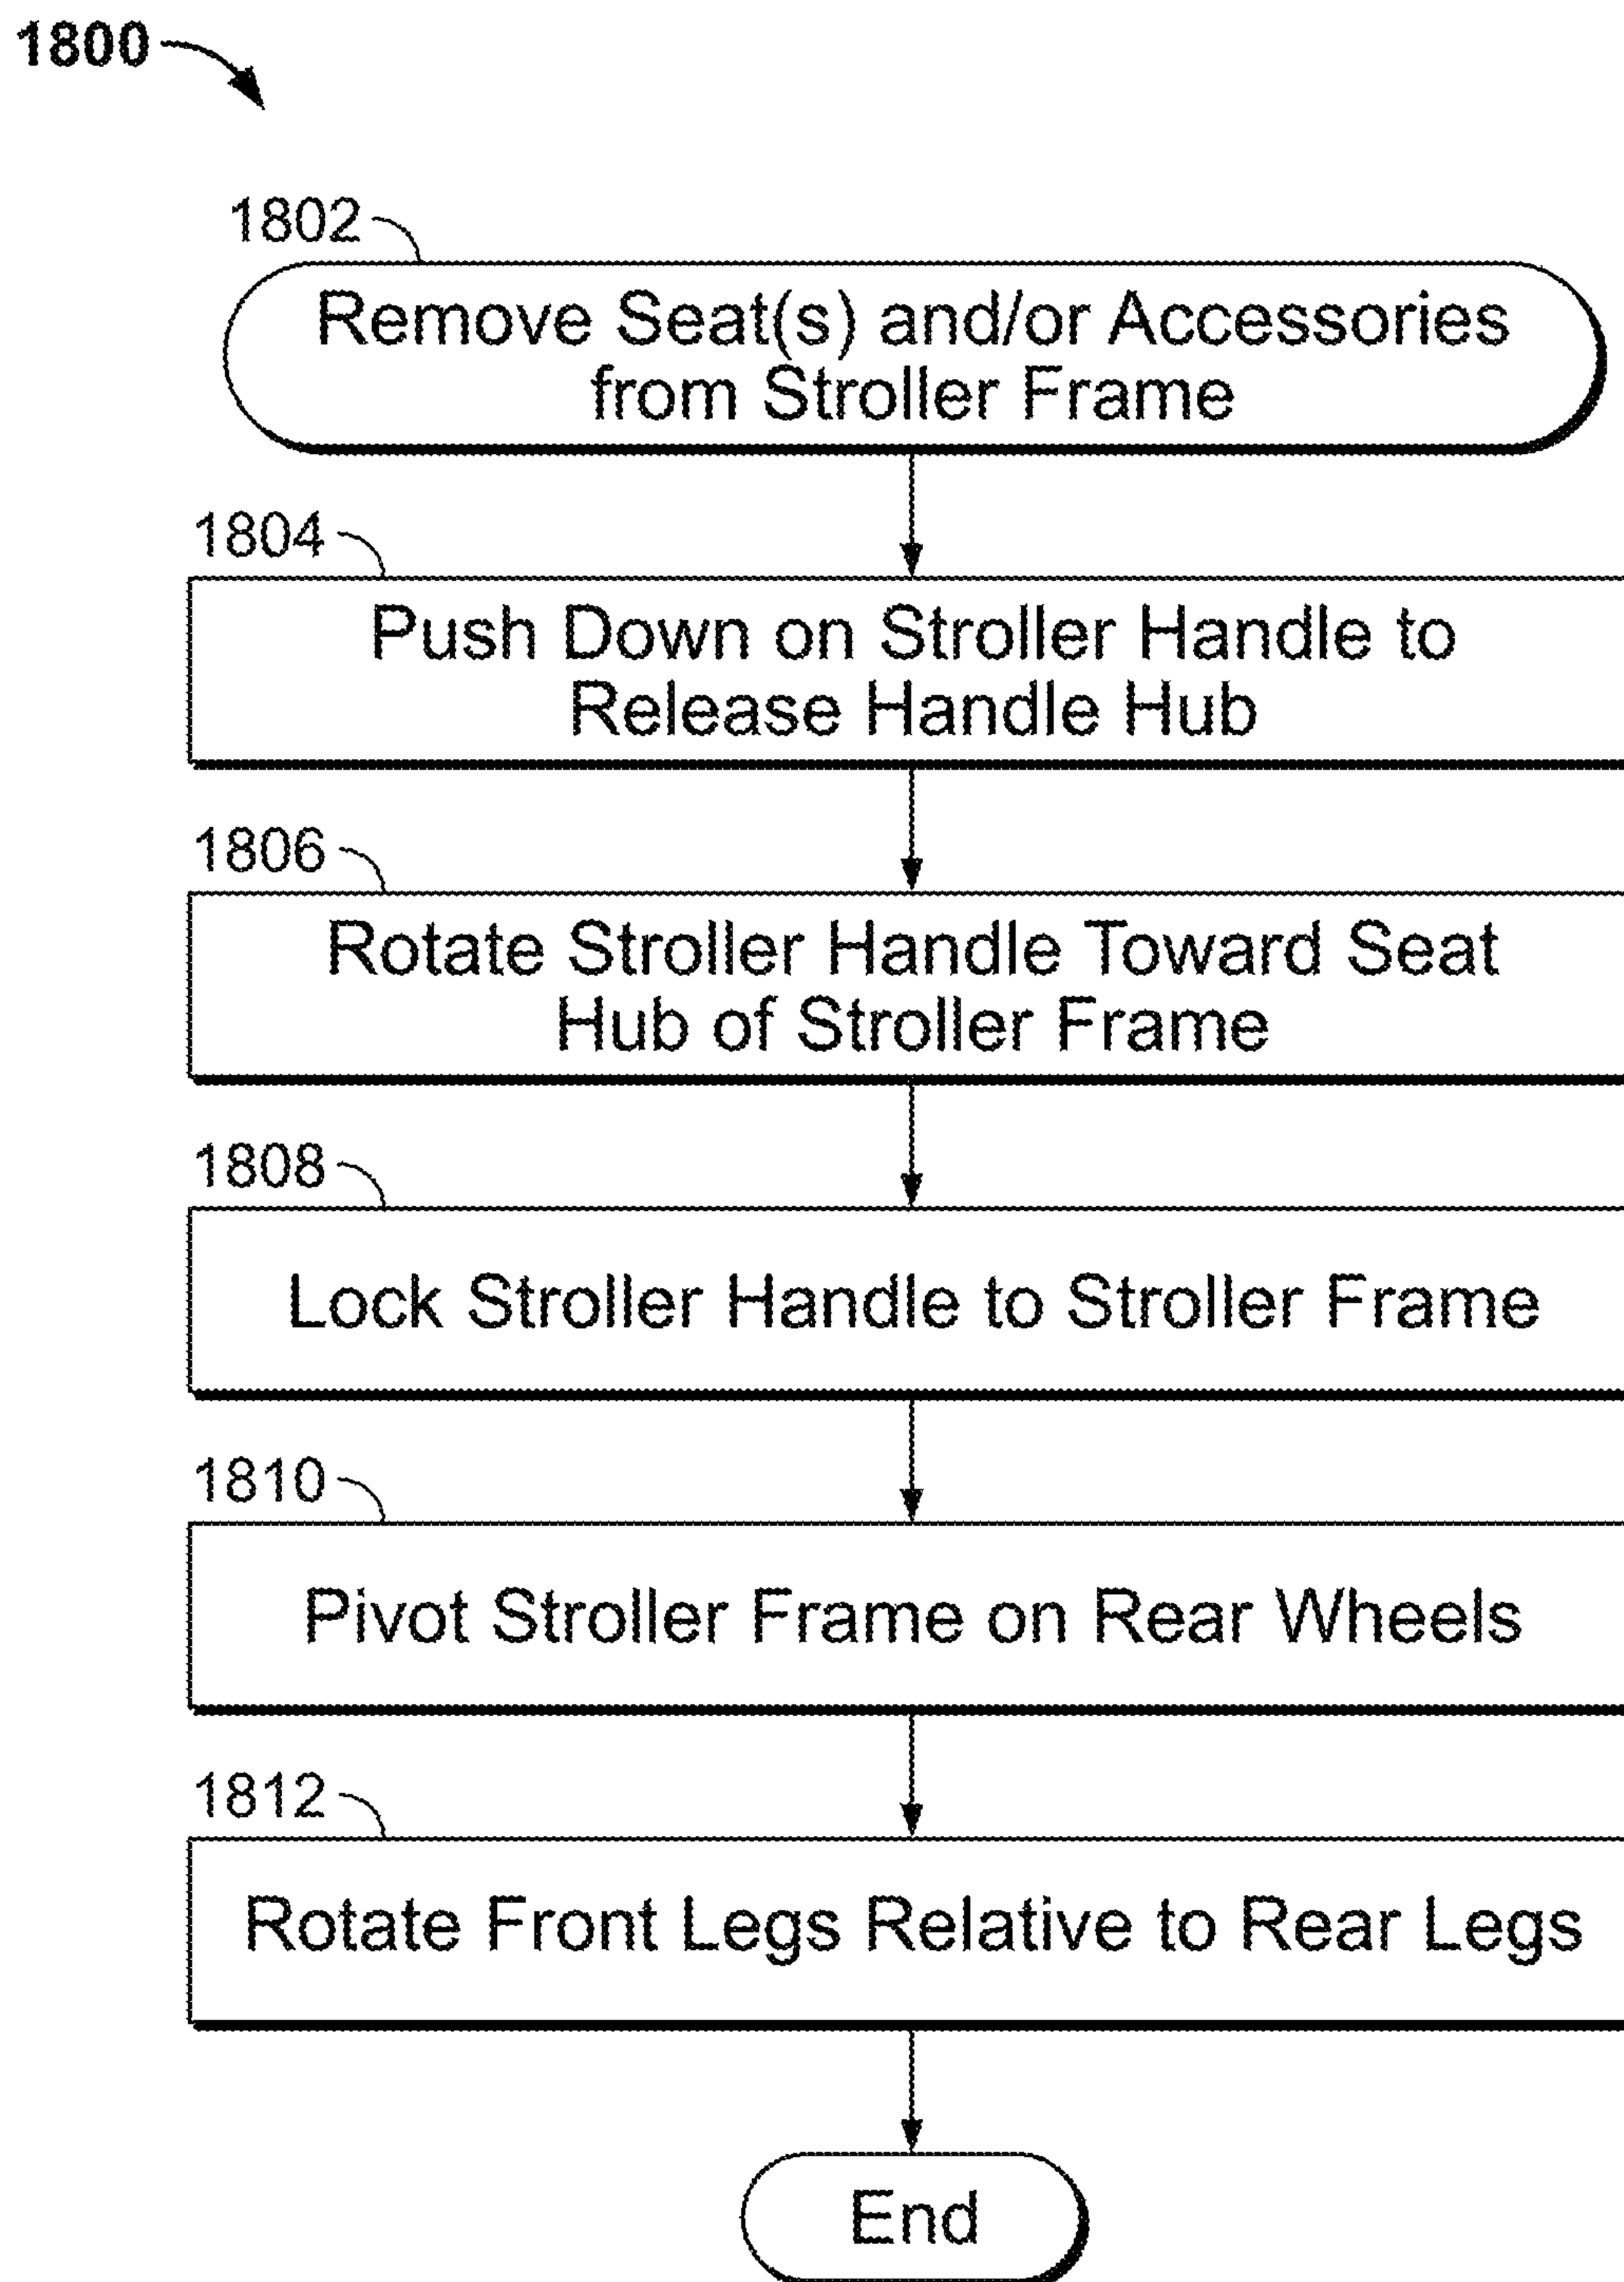 1800
1802
Remove Seat(s) and/or Accessories
from Stroller Frame
1804
Push Down on Stroller Handle to
Release Handle Hub
1806
Rotate Stroller Handle Toward Seat
Hub of Stroller Frame
1808
Lock Stroller Handle to Stroller Frame
1810
Pivot Stroller Frame on Rear Wheels
1812
Rotate Front Legs Relative to Rear Legs
End